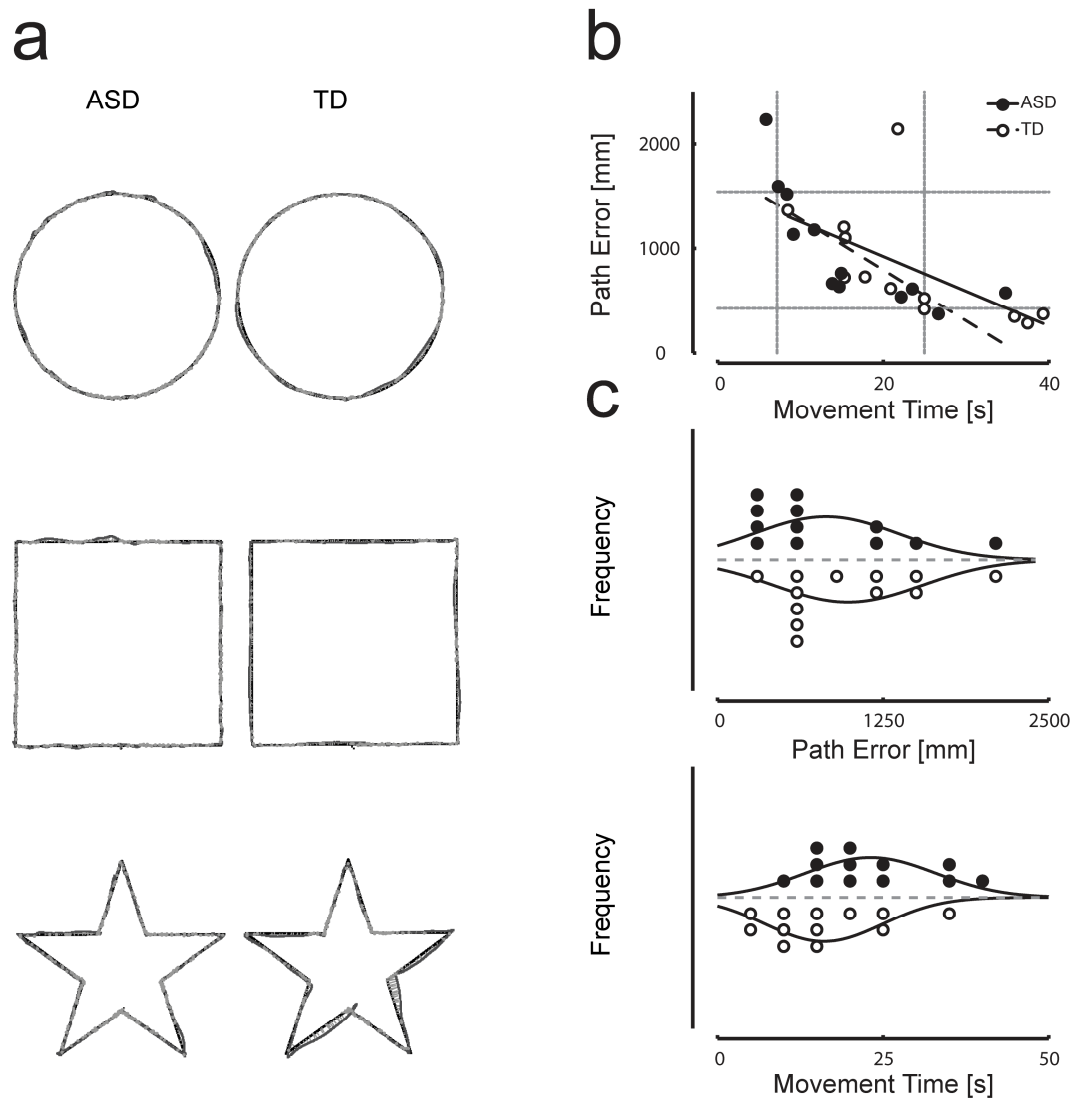 a
ASD TD
b
Path Error [mm]
2000
1000
0
ASD
TD
0 20 40
Movement Time [s]
c
Frequency
0 1250 2500
Path Error [mm]
Frequency
0 25 50
Movement Time [s]